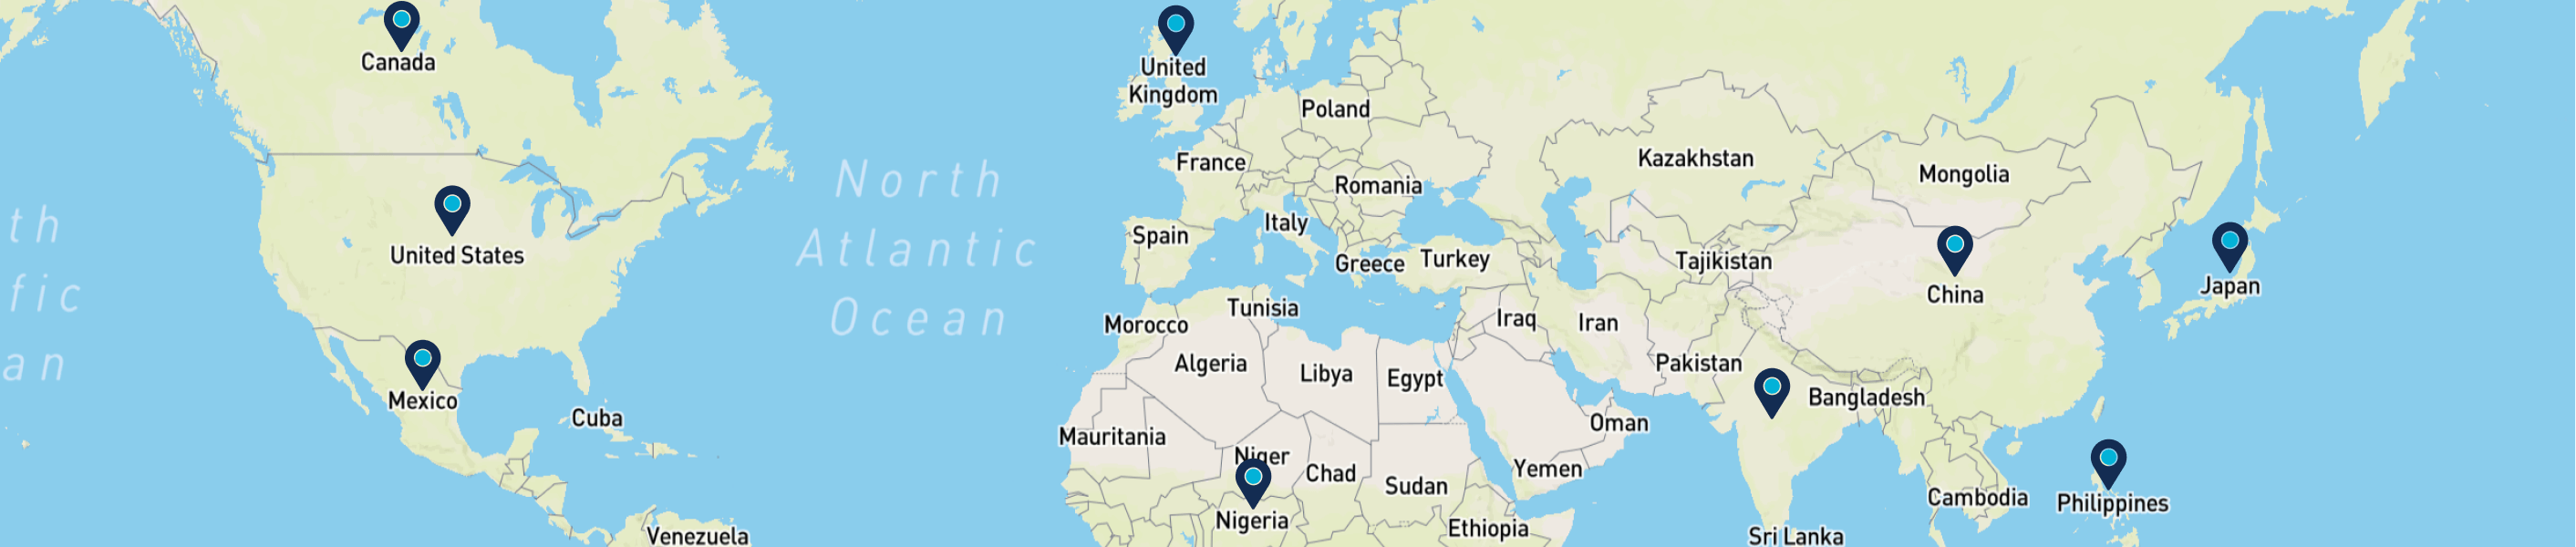 Canada
United
Kingdom
Poland
France
Kazakhstan
Mongolia
North
Atlantic
Ocean
th
fic
an
Romania
Italy
Spain
United States
Greece
Turkey
Tajikistan
China
Japan
Tunisia
Morocco
Iraq
Iran
Algeria
Libya
Egypt
Pakistan
Bangladesh
Mexico
Cuba
Oman
Mauritania
Niger
Chad
Yemen
Sudan
Cambodia
Philippines
Nigeria
Ethiopia
Venezuela
Sri Lanka